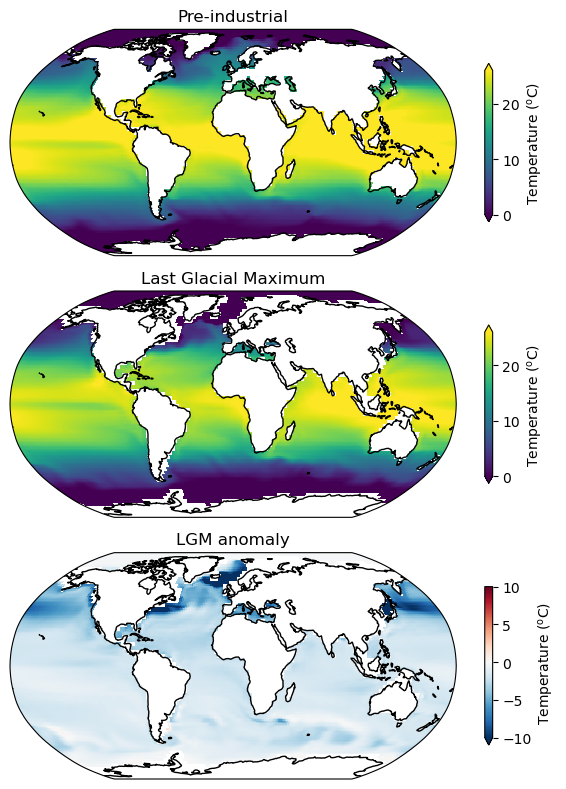 Pre-industrial
20
10
0
Temperature (°C)
Last Glacial Maximum
20
10
0
Temperature (°C)
LGM anomaly
10
5
0
−5
−10
Temperature (°C)